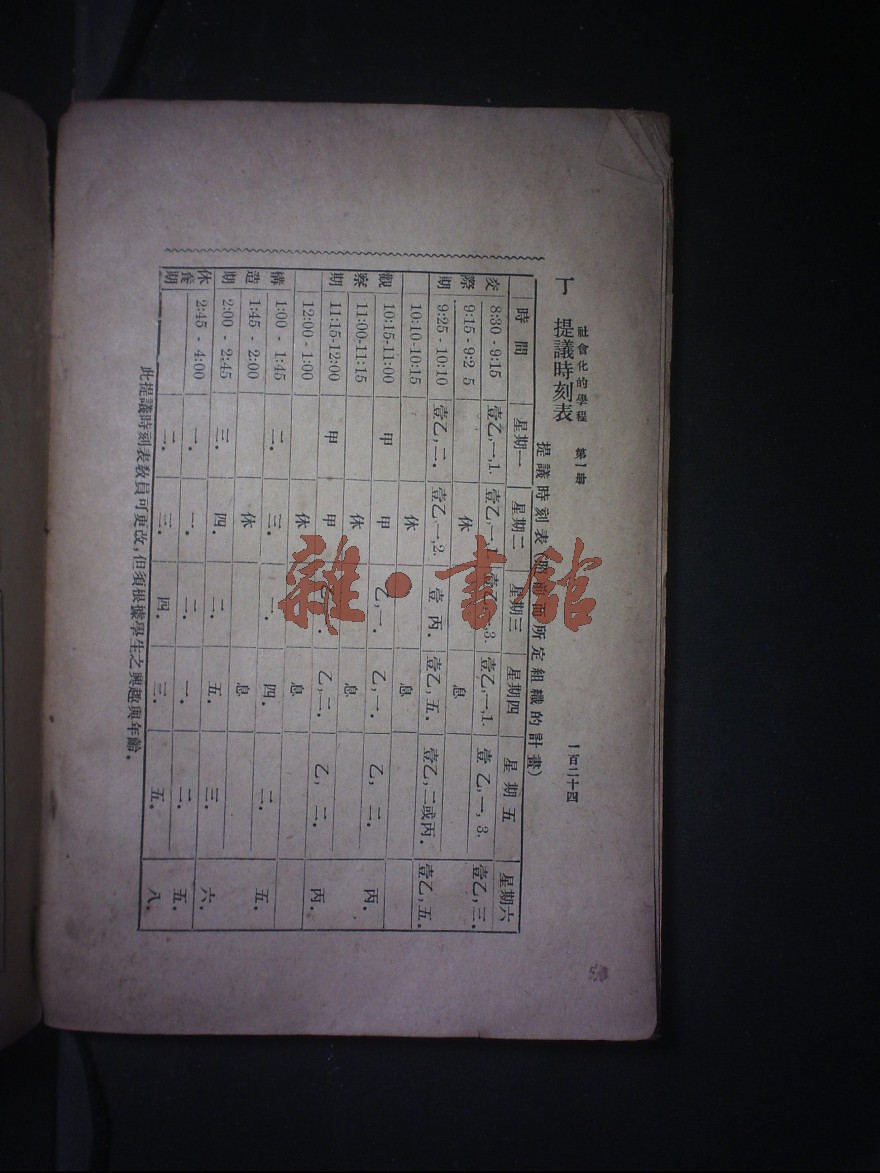 社會化的學程 第1章 一百二十四
丁 提議時刻表
提議時刻表(照前面所定組織的計畫)
時間 星期一 星期二 星期三 星期四 星期五 星期六
交際期 8:30 - 9:15 壹乙,一,1. 壹乙,一,1. 壹乙,一,3. 壹乙,一,1. 壹乙,一,3. 壹乙,三.
9:15 - 9:25 休 息
9:25 - 10:10 壹乙,二. 壹乙,一,2. 壹丙. 壹乙,五. 壹乙,二或丙. 壹乙,五.
10:10-10:15 休 息
觀察期 10:15-11:00 甲 甲 乙,一. 乙,一. 乙,二. 丙.
11:00-11:15 休 息
11:15-12:00 甲 甲 乙,二. 乙,二. 丙.
12:00 - 1:00 休 息
構造期 1:00 - 1:45 二. 三. 一. 四. 二. 五.
1:45 - 2:00 休 息
2:00 - 2:45 三. 四. 二. 五. 三. 六.
休養期 2:45 - 4:00 一. 一. 二. 一. 二. 五.
二. 三. 四. 三. 五. 八.
此提議時刻表教員可更改,但須根據學生之興趣與年齡.
雜·書館